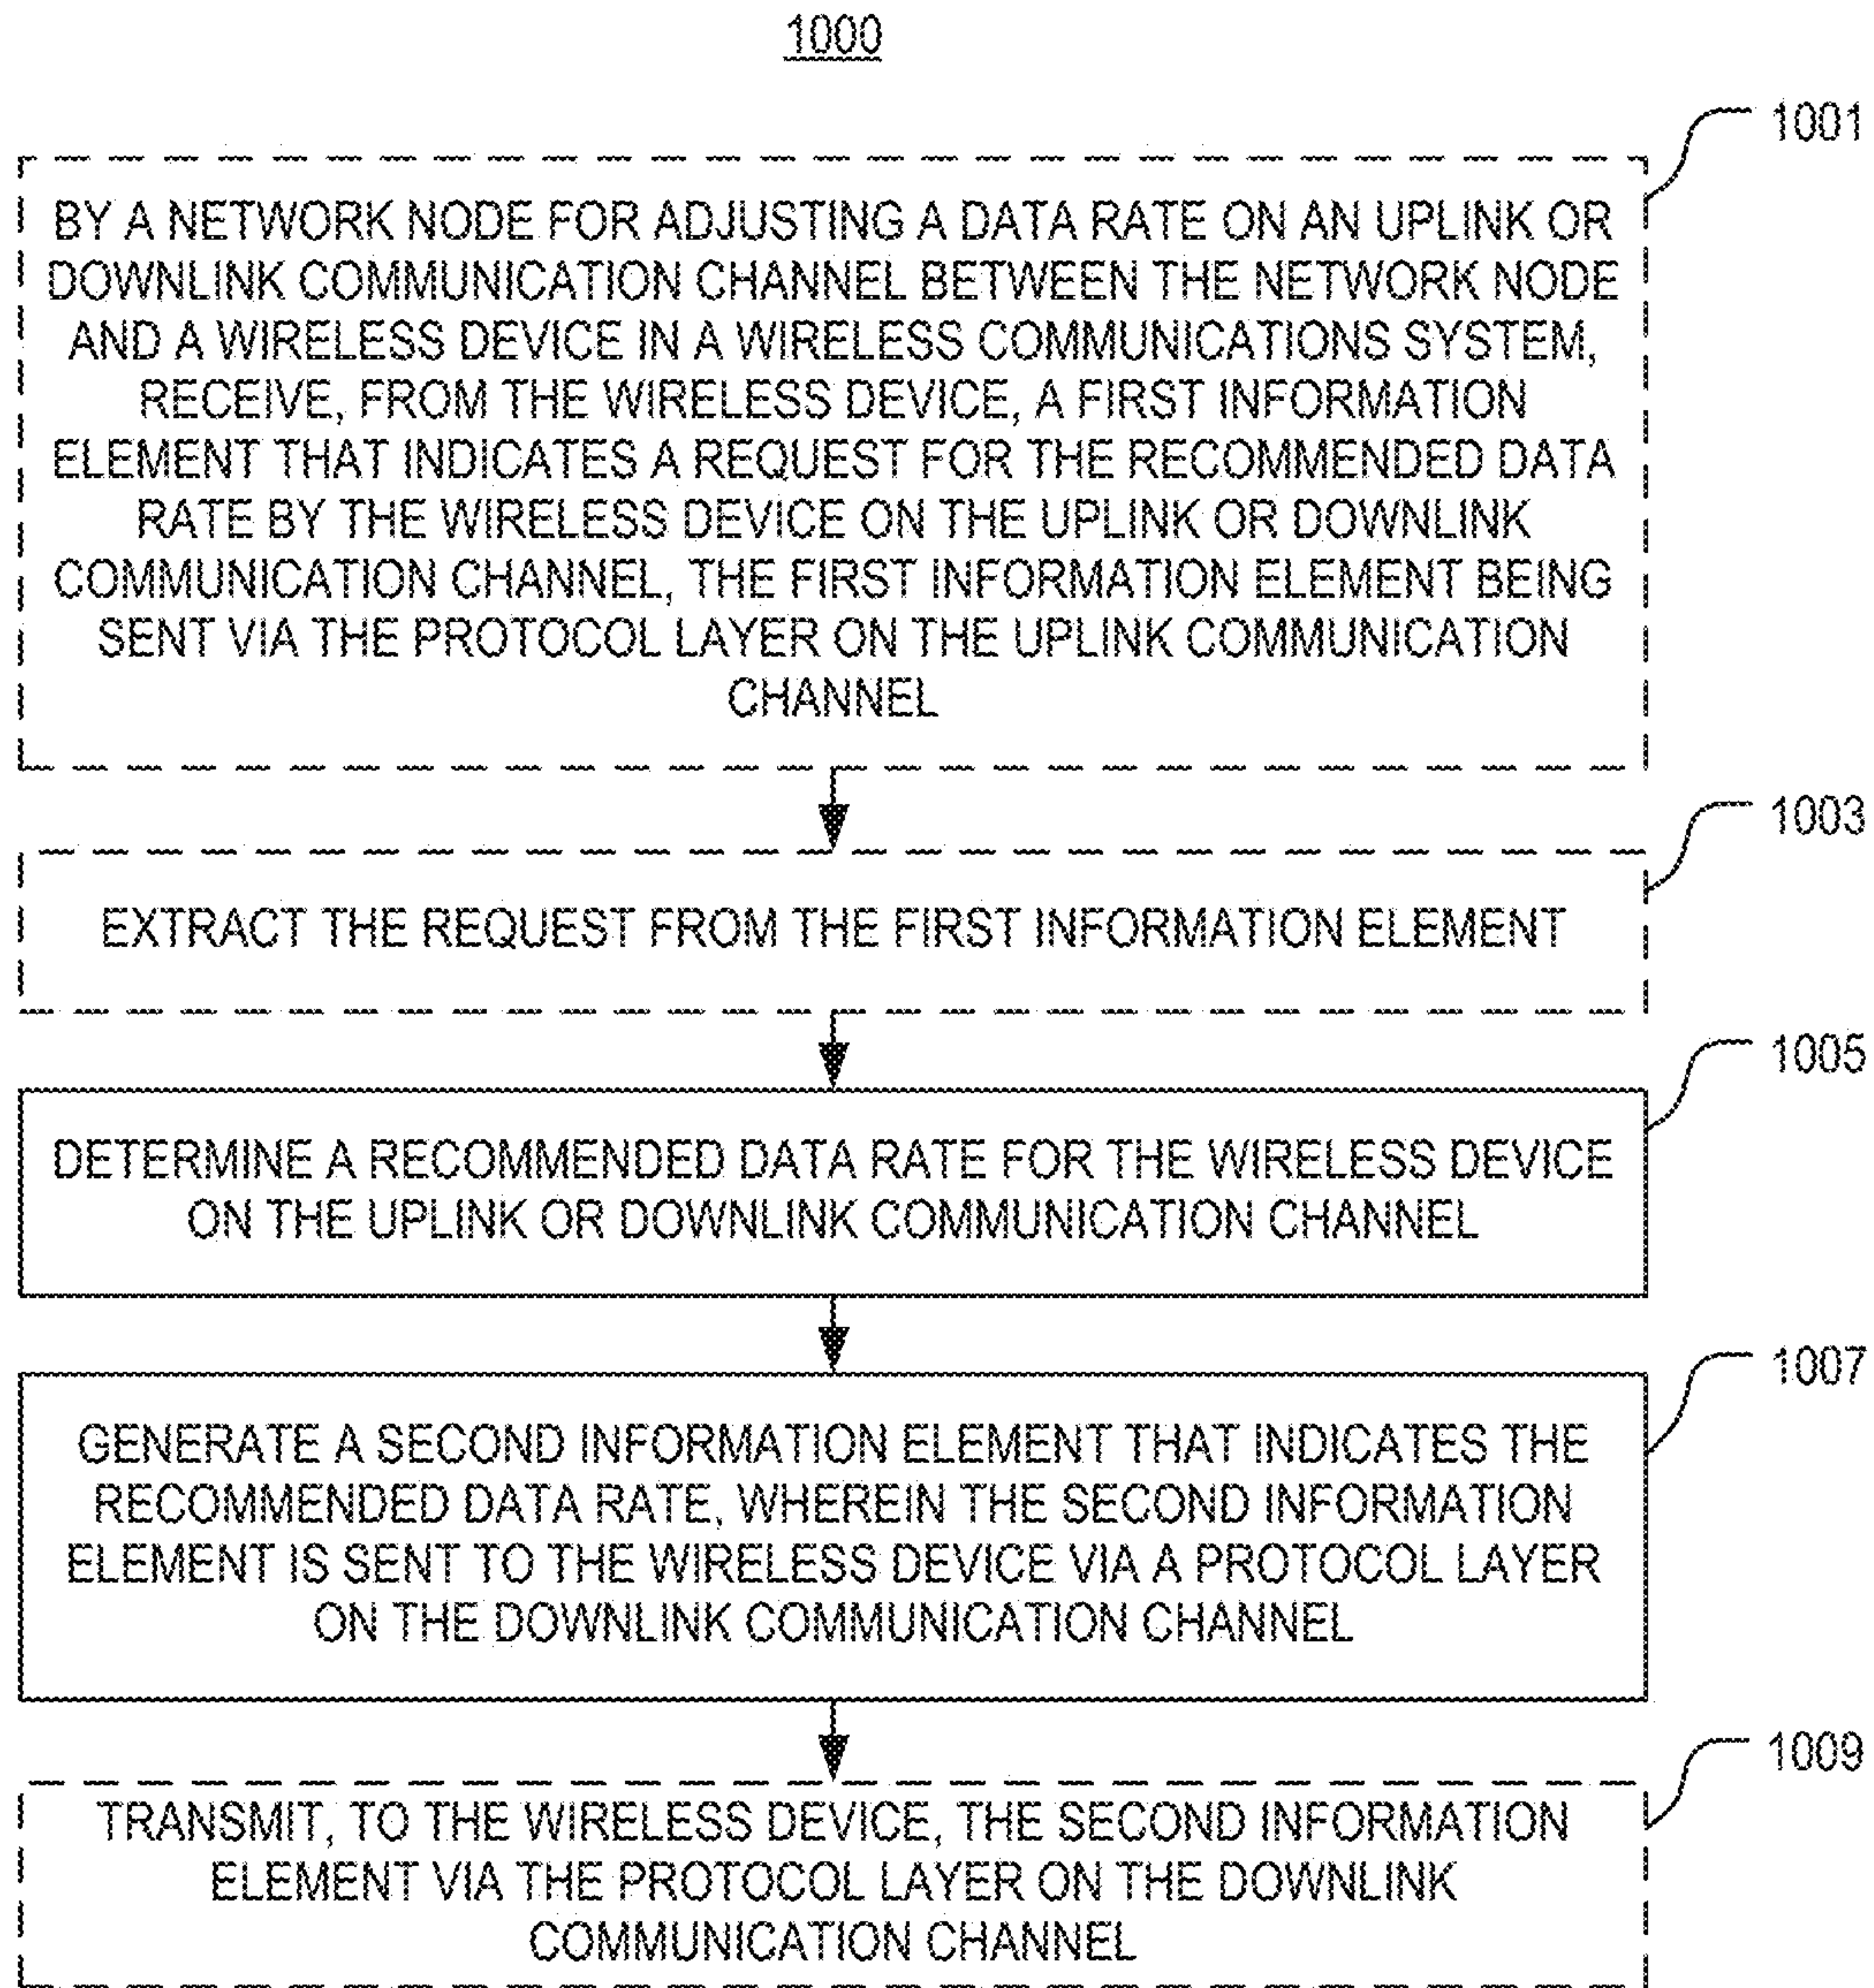 1000
1001
BY A NETWORK NODE FOR ADJUSTING A DATA RATE ON AN UPLINK OR
DOWNLINK COMMUNICATION CHANNEL BETWEEN THE NETWORK NODE
AND A WIRELESS DEVICE IN A WIRELESS COMMUNICATIONS SYSTEM,
RECEIVE, FROM THE WIRELESS DEVICE, A FIRST INFORMATION
ELEMENT THAT INDICATES A REQUEST FOR THE RECOMMENDED DATA
RATE BY THE WIRELESS DEVICE ON THE UPLINK OR DOWNLINK
COMMUNICATION CHANNEL, THE FIRST INFORMATION ELEMENT BEING
SENT VIA THE PROTOCOL LAYER ON THE UPLINK COMMUNICATION
CHANNEL
1003
EXTRACT THE REQUEST FROM THE FIRST INFORMATION ELEMENT
1005
DETERMINE A RECOMMENDED DATA RATE FOR THE WIRELESS DEVICE
ON THE UPLINK OR DOWNLINK COMMUNICATION CHANNEL
1007
GENERATE A SECOND INFORMATION ELEMENT THAT INDICATES THE
RECOMMENDED DATA RATE, WHEREIN THE SECOND INFORMATION
ELEMENT IS SENT TO THE WIRELESS DEVICE VIA A PROTOCOL LAYER
ON THE DOWNLINK COMMUNICATION CHANNEL
1009
TRANSMIT, TO THE WIRELESS DEVICE, THE SECOND INFORMATION
ELEMENT VIA THE PROTOCOL LAYER ON THE DOWNLINK
COMMUNICATION CHANNEL